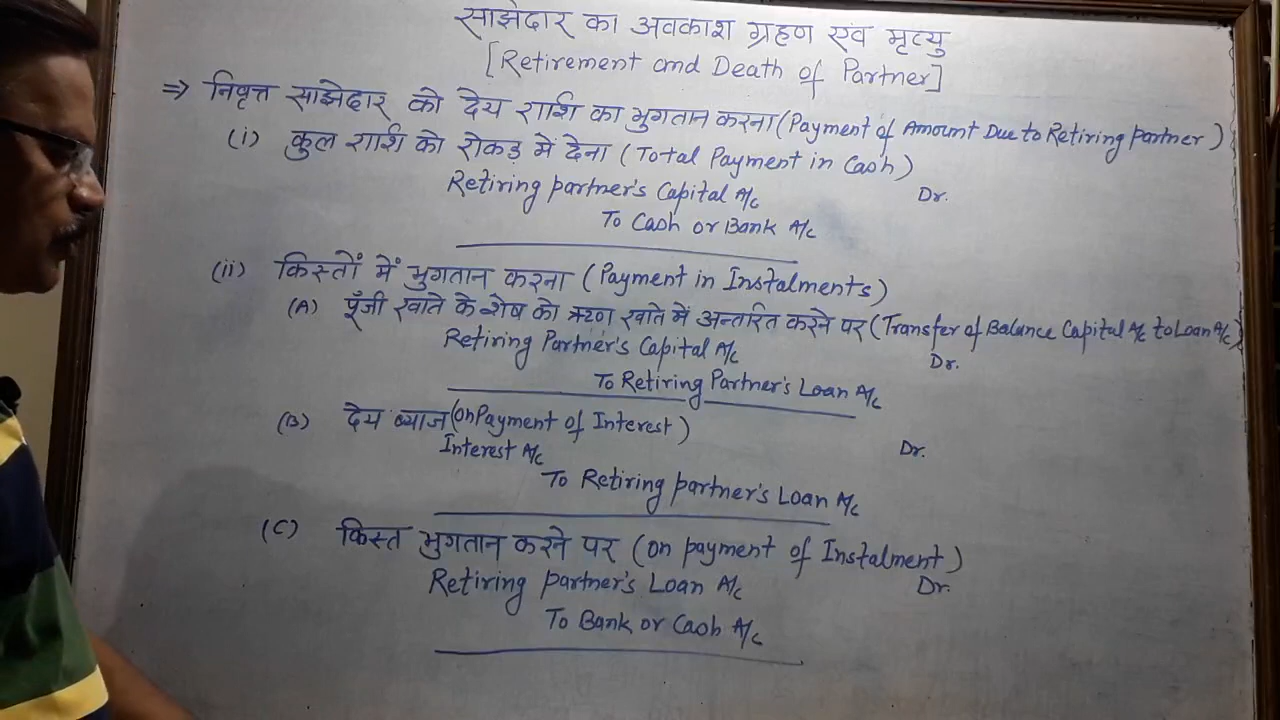 साझेदार का अवकाश ग्रहण एवं मृत्यु
[Retirement and Death of Partner]
⇒ निवृत्त साझेदार को देय राशि का भुगतान करना (Payment of Amount Due to Retiring partner)
(i) कुल राशि को रोकड़ में देना (Total Payment in Cash)
Retiring partner's Capital A/c Dr.
To Cash or Bank A/c
(ii) किस्तों में भुगतान करना (Payment in Instalments)
(A) पूँजी खाते के शेष को ऋण खाते में अन्तरित करने पर (Transfer of Balance Capital A/c to Loan A/c)
Retiring Partner's Capital A/c Dr.
To Retiring Partner's Loan A/c
(B) देय ब्याज (on Payment of Interest)
Interest A/c Dr.
To Retiring partner's Loan A/c
(C) किस्त भुगतान करने पर (on payment of Instalment)
Retiring partner's Loan A/c Dr.
To Bank or Cash A/c